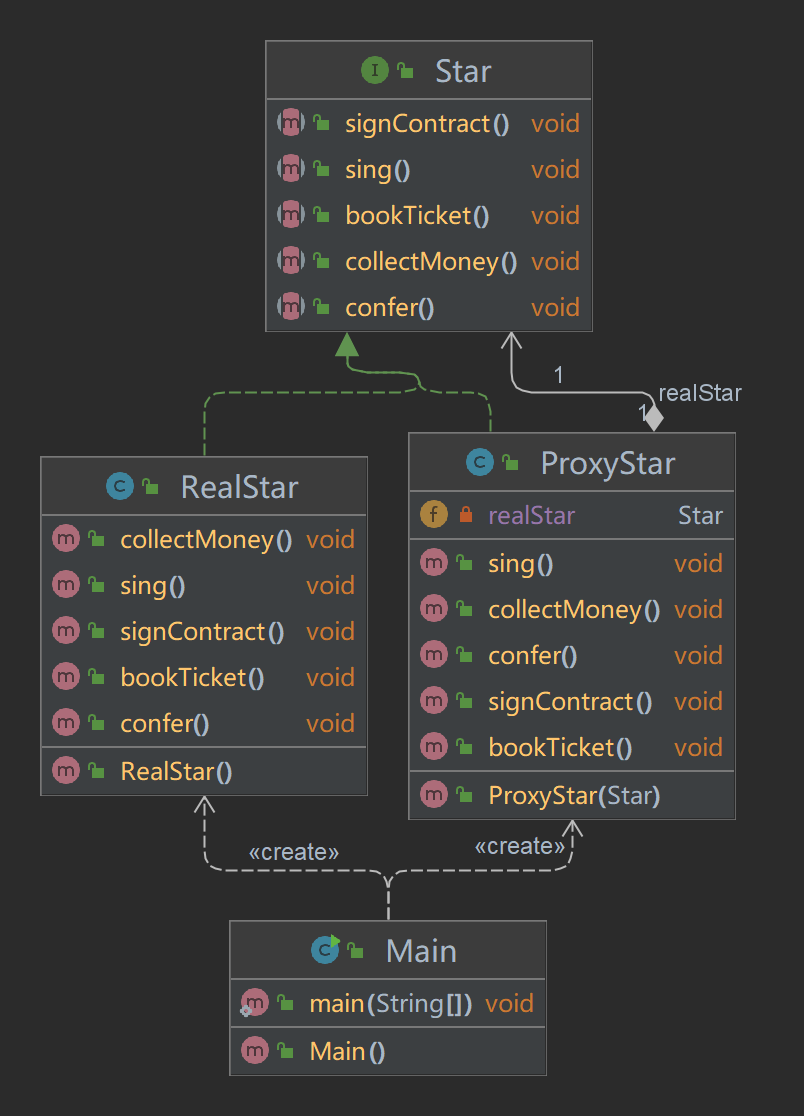 Star
signContract() void
sing() void
bookTicket() void
collectMoney() void
confer() void
1
realStar
1
RealStar
collectMoney() void
sing() void
signContract() void
bookTicket() void
confer() void
RealStar()
ProxyStar
realStar Star
sing() void
collectMoney() void
confer() void
signContract() void
bookTicket() void
ProxyStar(Star)
«create»
«create»
Main
main(String[]) void
Main()